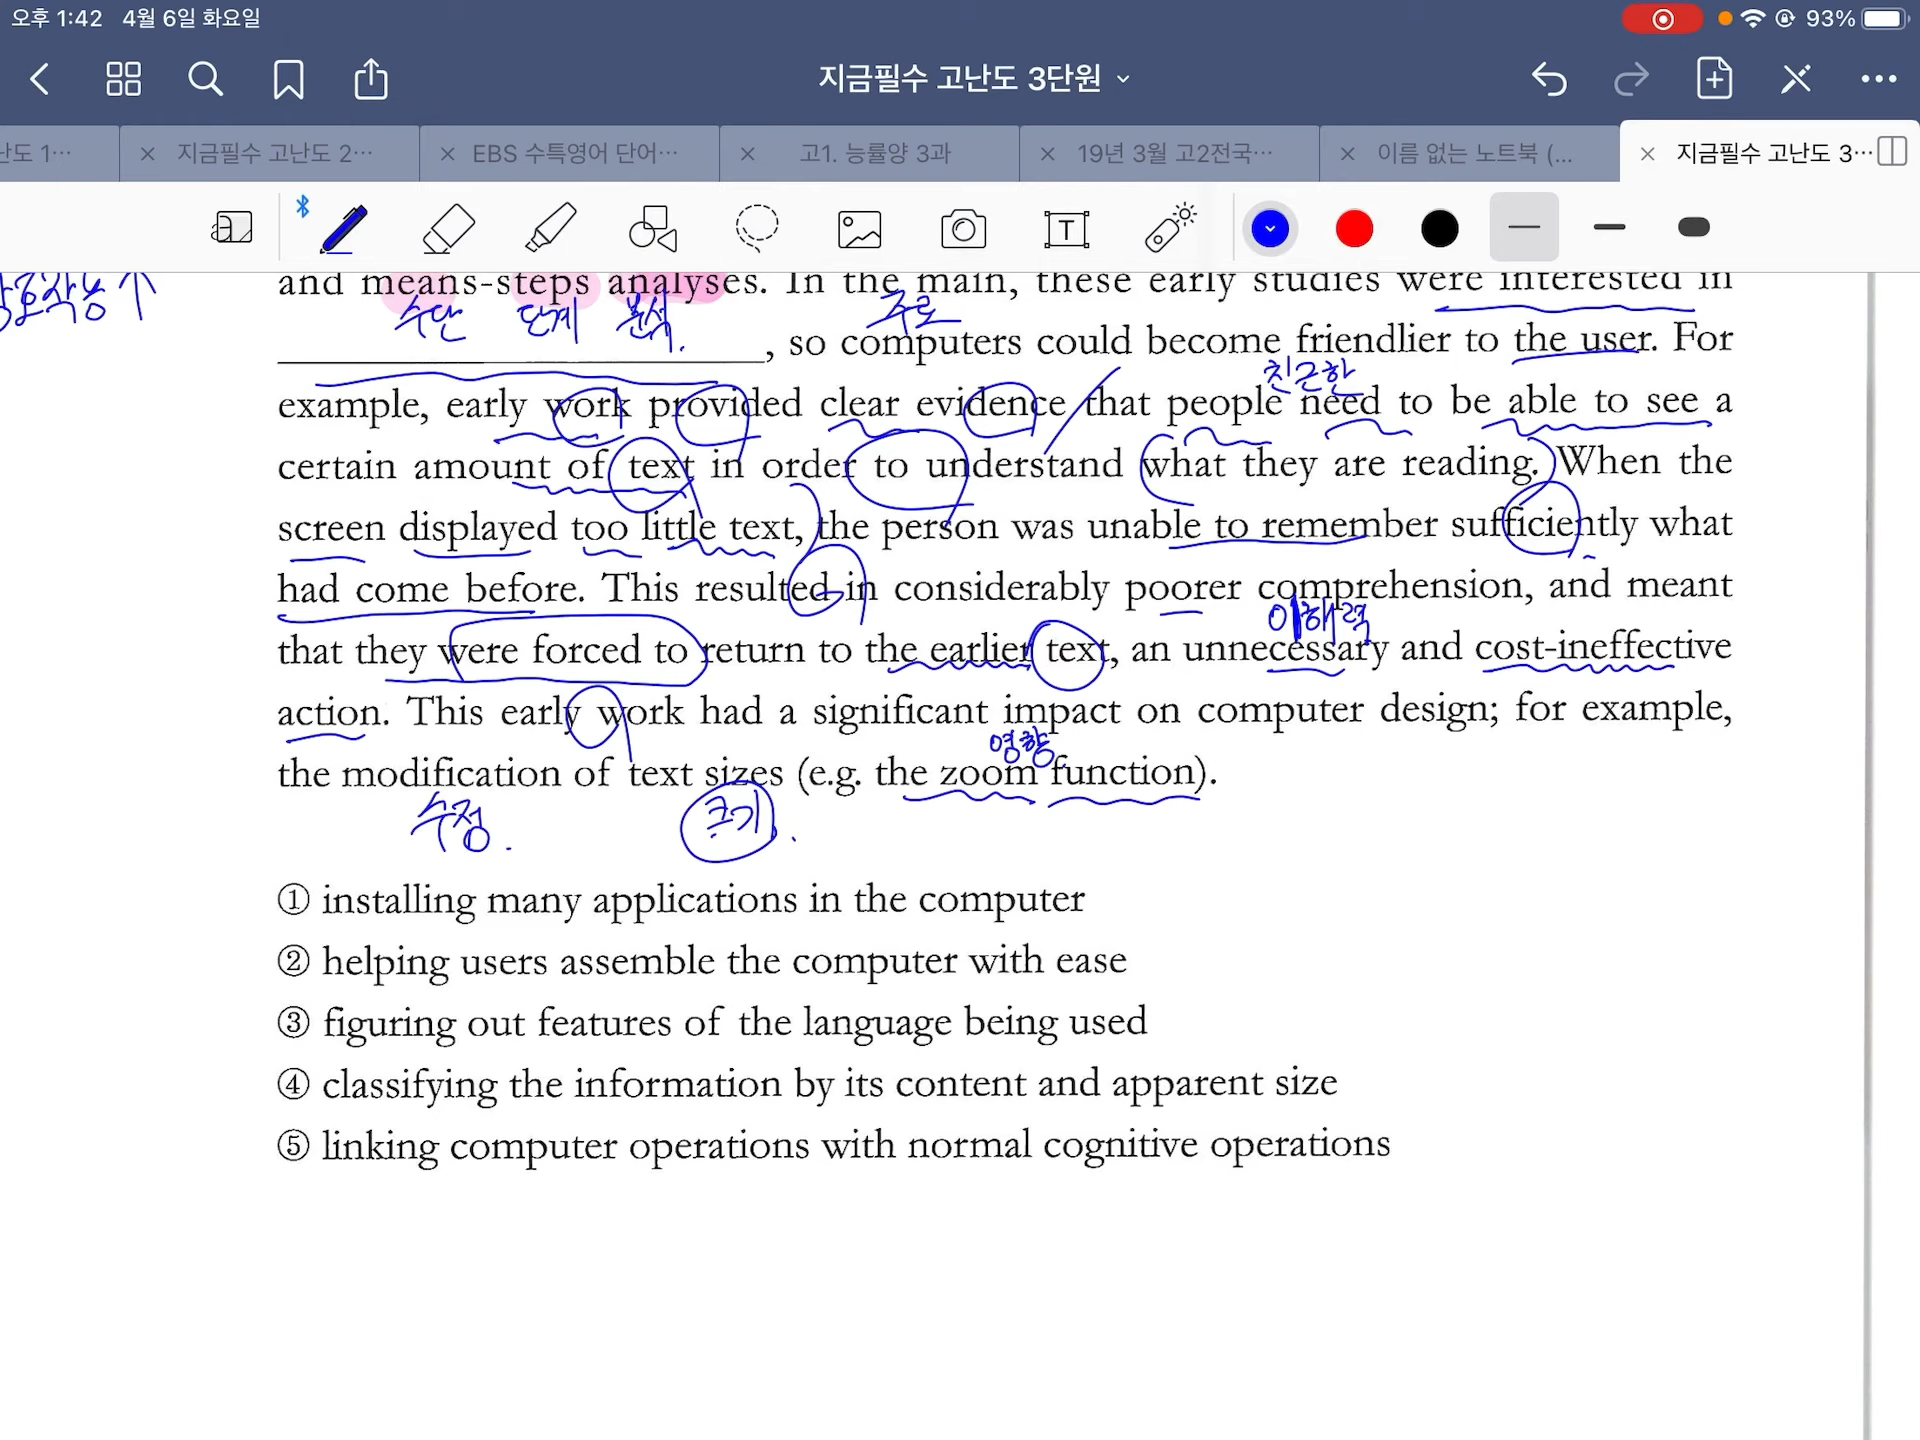 오후 1:42 4월 6일 화요일
93%
지금필수 고난도 3단원
난도 1…
지금필수 고난도 2…
EBS 수특영어 단어…
고1. 능률양 3과
19년 3월 고2전국…
이름 없는 노트북 (…
지금필수 고난도 3…
and means-steps analyses. In the main, these early studies were interested in
수단 단계 분석. 주로
____________________, so computers could become friendlier to the user. For
친근한
example, early work provided clear evidence that people need to be able to see a
certain amount of text in order to understand what they are reading. When the
screen displayed too little text, the person was unable to remember sufficiently what
had come before. This resulted in considerably poorer comprehension, and meant
이해력
that they were forced to return to the earlier text, an unnecessary and cost-ineffective
action. This early work had a significant impact on computer design; for example,
영향
the modification of text sizes (e.g. the zoom function).
수정. 크기.
① installing many applications in the computer
② helping users assemble the computer with ease
③ figuring out features of the language being used
④ classifying the information by its content and apparent size
⑤ linking computer operations with normal cognitive operations